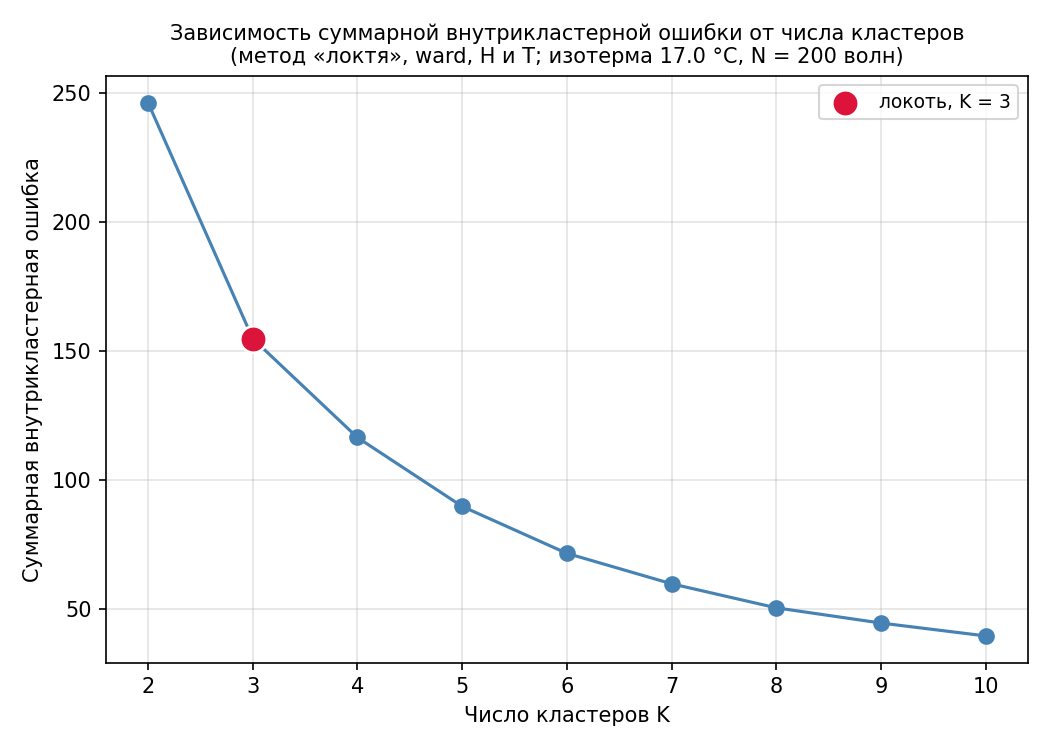 Зависимость суммарной внутрикластерной ошибки от числа кластеров
(метод «локтя», ward, H и T; изотерма 17.0 °C, N = 200 волн)
локоть, K = 3
Суммарная внутрикластерная ошибка
250
200
150
100
50
2 3 4 5 6 7 8 9 10
Число кластеров K